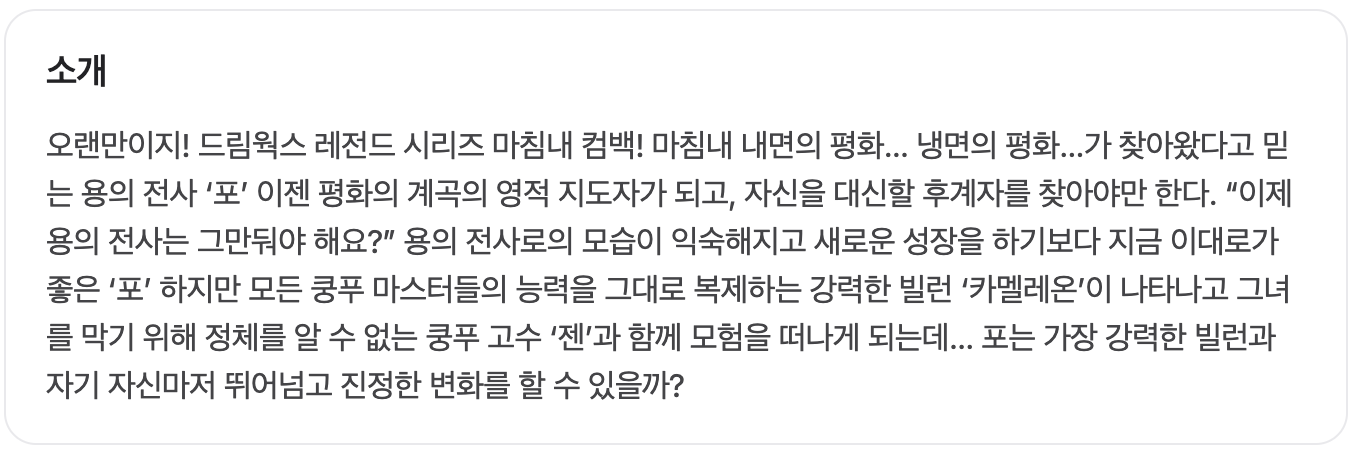 소개
오랜만이지! 드림웍스 레전드 시리즈 마침내 컴백! 마침내 내면의 평화... 냉면의 평화...가 찾아왔다고 믿
는 용의 전사 ‘포’ 이젠 평화의 계곡의 영적 지도자가 되고, 자신을 대신할 후계자를 찾아야만 한다. “이제
용의 전사는 그만둬야 해요?” 용의 전사로의 모습이 익숙해지고 새로운 성장을 하기보다 지금 이대로가
좋은 ‘포’ 하지만 모든 쿵푸 마스터들의 능력을 그대로 복제하는 강력한 빌런 ‘카멜레온’이 나타나고 그녀
를 막기 위해 정체를 알 수 없는 쿵푸 고수 ‘젠’과 함께 모험을 떠나게 되는데... 포는 가장 강력한 빌런과
자기 자신마저 뛰어넘고 진정한 변화를 할 수 있을까?